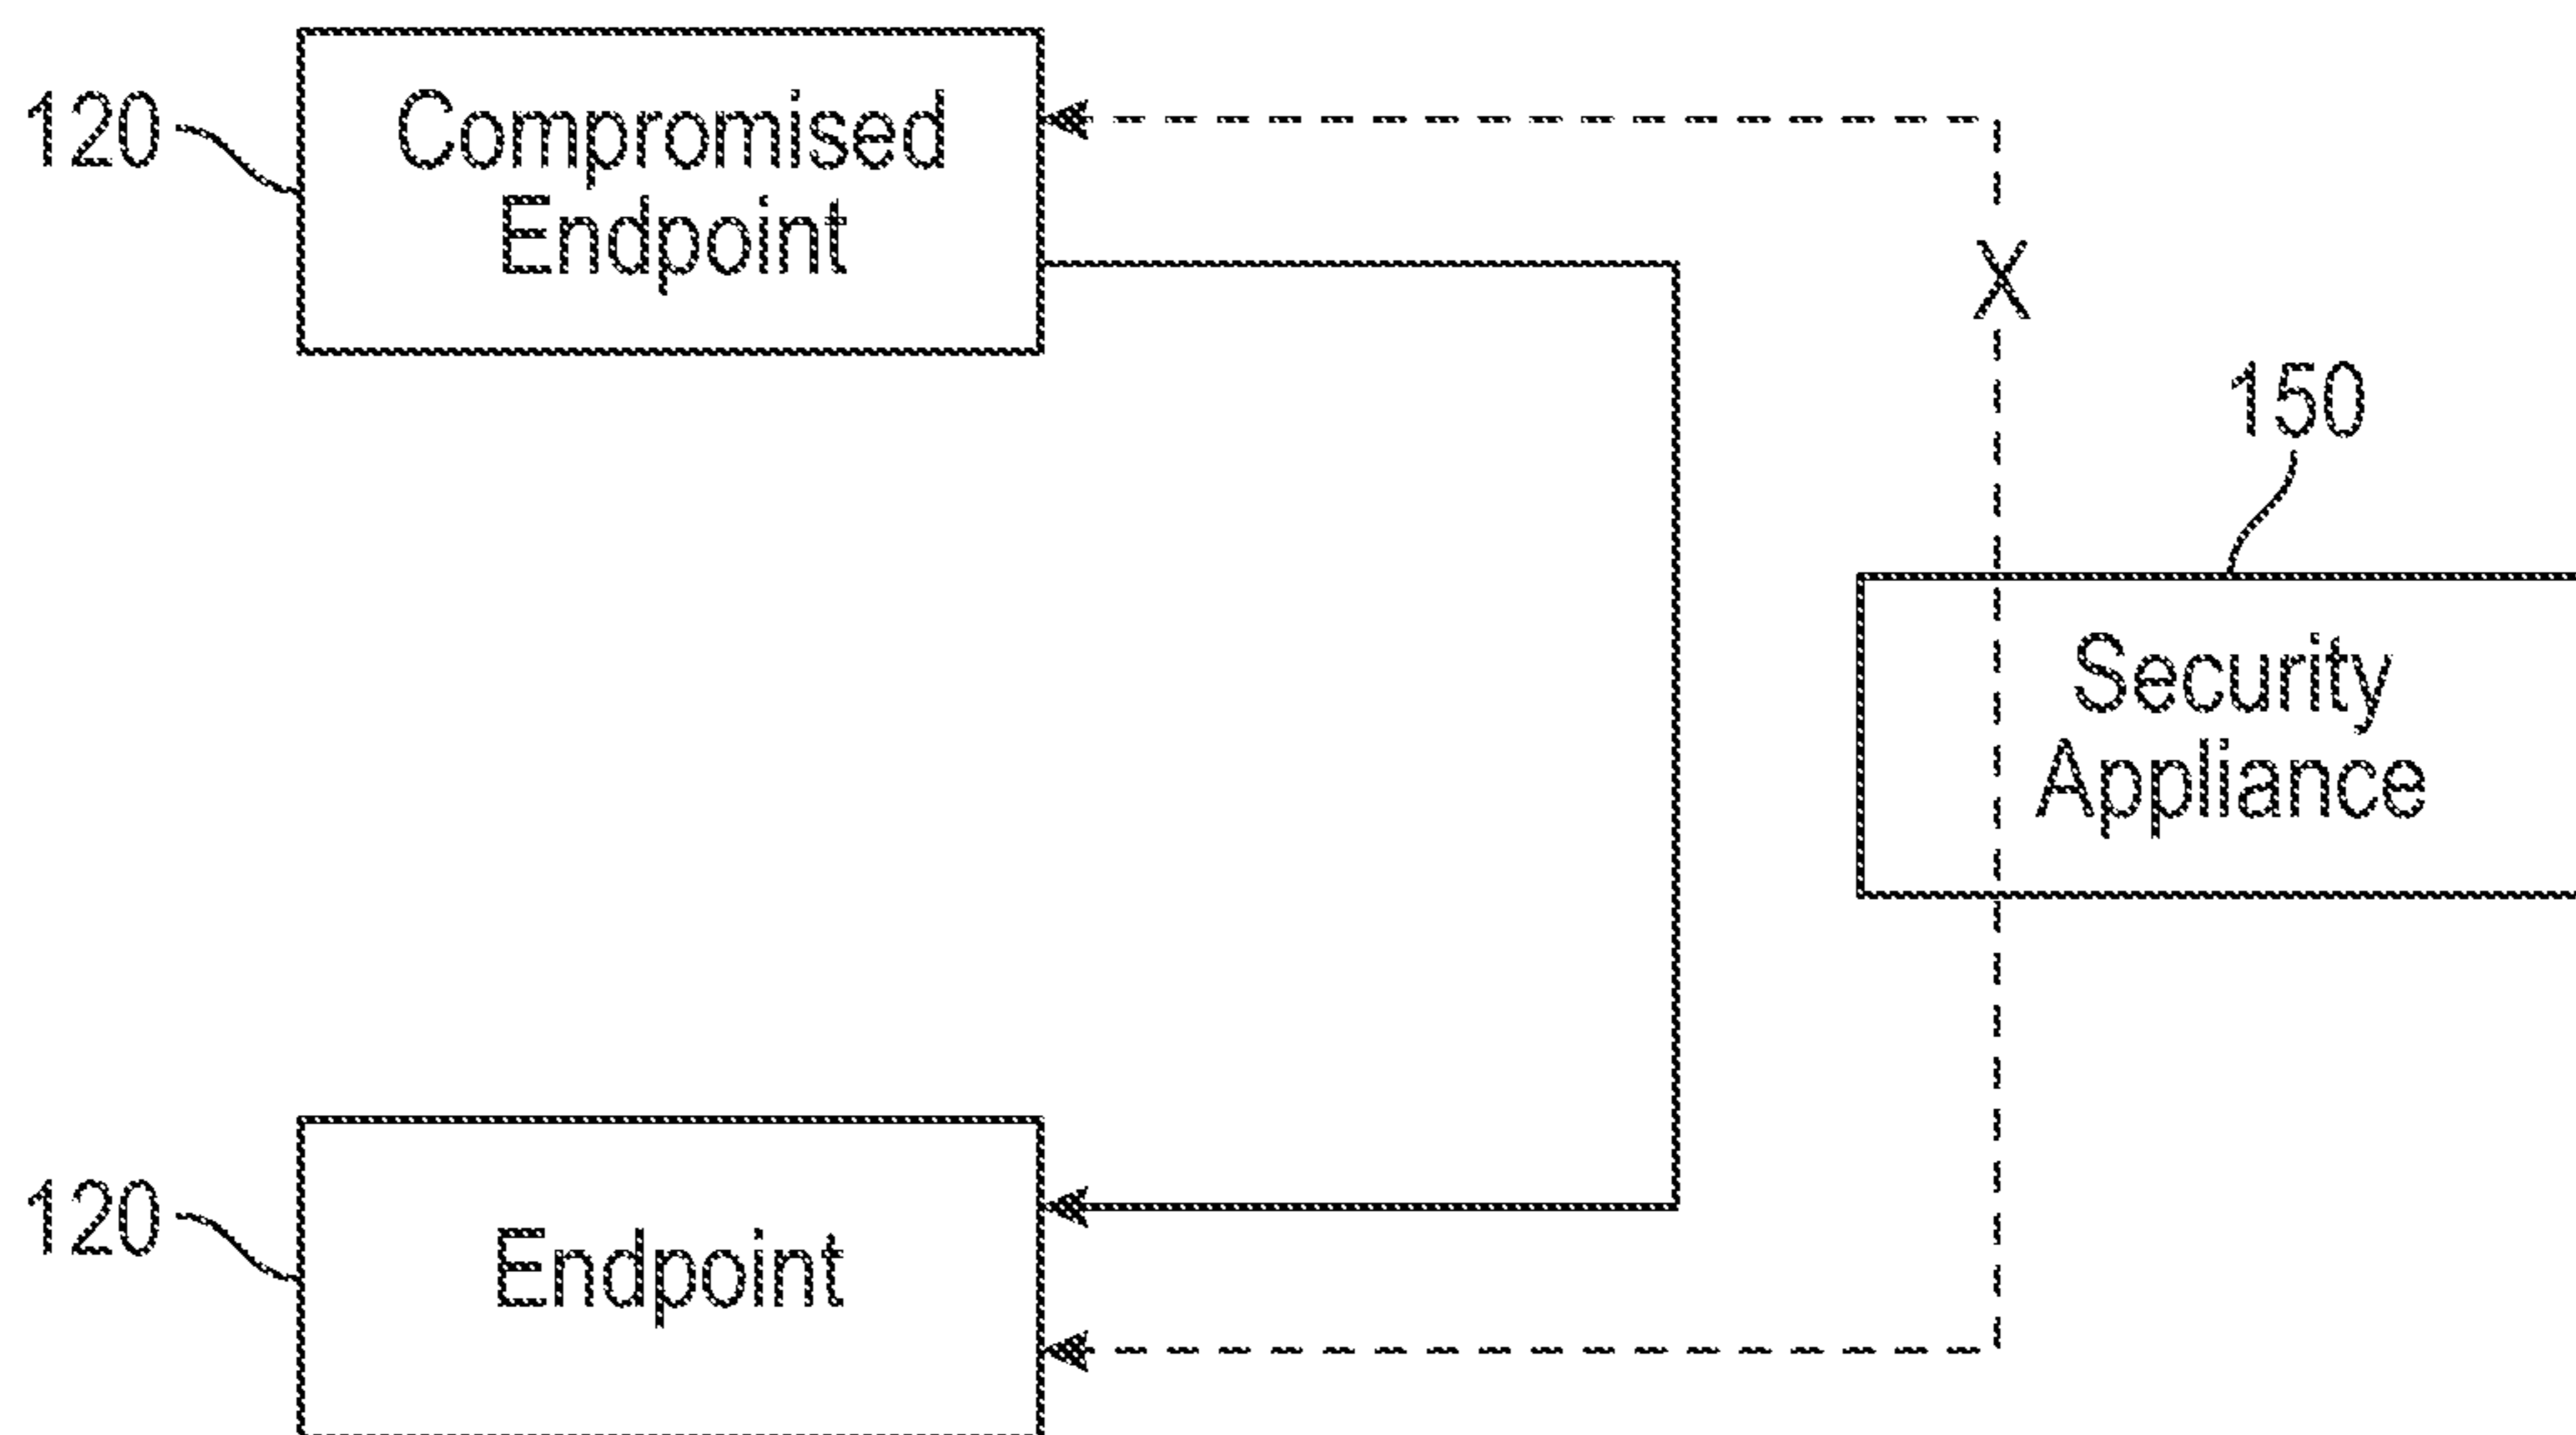 120
Compromised
Endpoint
X
150
Security
Appliance
120
Endpoint